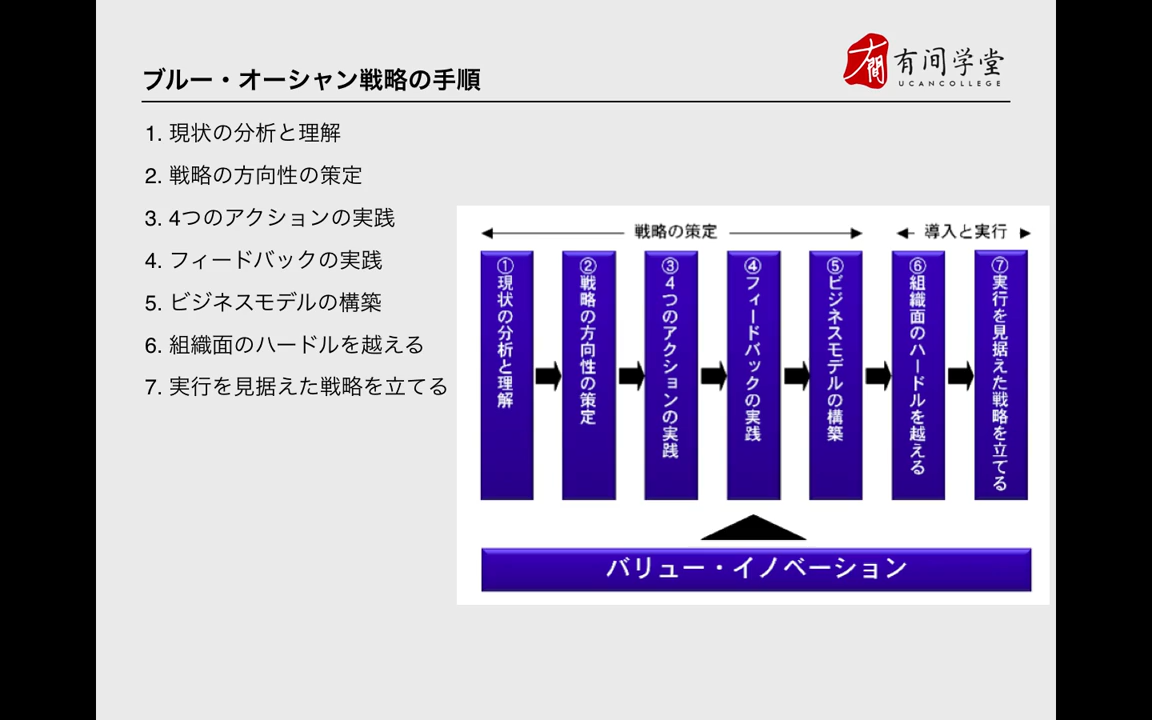 ブルー・オーシャン戦略の手順
有间学堂
UCANCOLLEGE
1. 現状の分析と理解
2. 戦略の方向性の策定
3. 4つのアクションの実践
4. フィードバックの実践
5. ビジネスモデルの構築
6. 組織面のハードルを越える
7. 実行を見据えた戦略を立てる
戦略の策定
導入と実行
①現状の分析と理解
②戦略の方向性の策定
③4つのアクションの実践
④フィードバックの実践
⑤ビジネスモデルの構築
⑥組織面のハードルを越える
⑦実行を見据えた戦略を立てる
バリュー・イノベーション